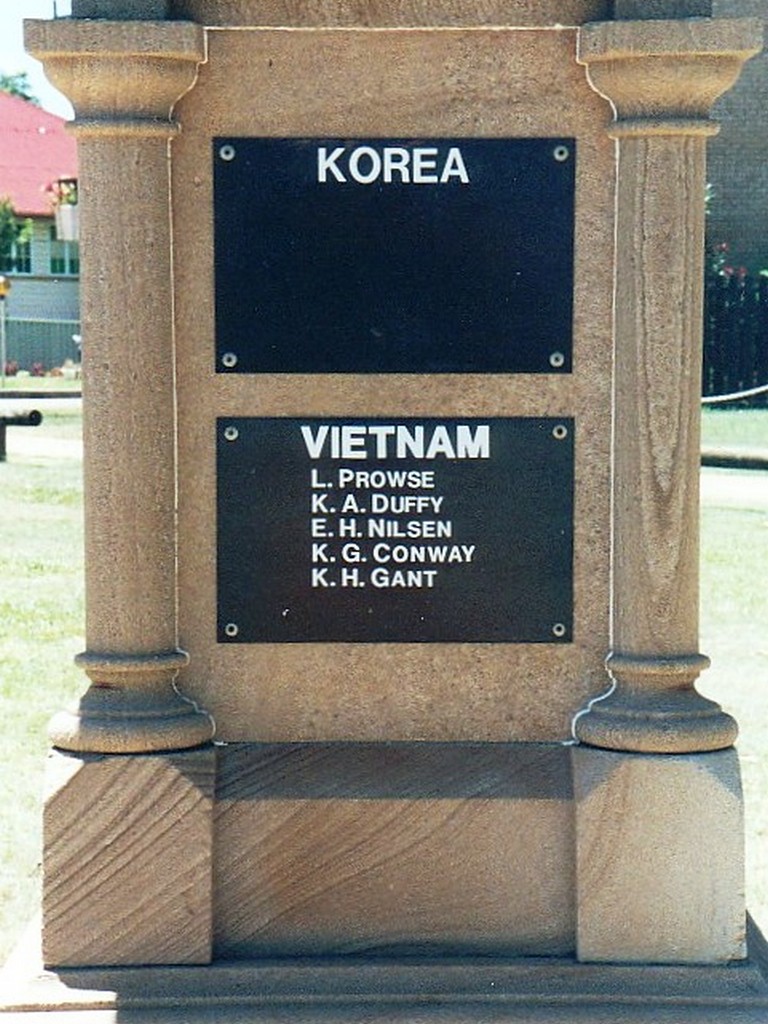 KOREA
VIETNAM
L. PROWSE
K. A. DUFFY
E. H. NILSEN
K. G. CONWAY
K. H. GANT